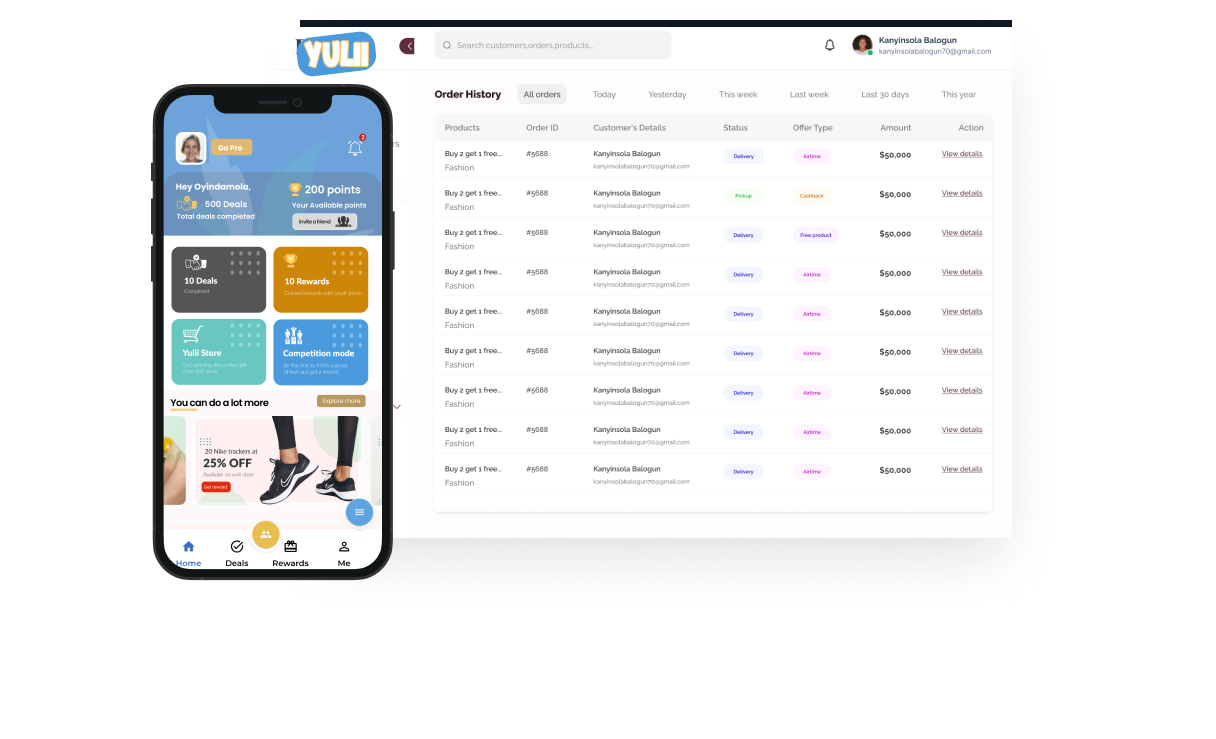 YULII
Search customers,orders,products...
Kanyinsola Balogun
kanyinsolabalogun70@gmail.com
Order History
All orders
Today
Yesterday
This week
Last week
Last 30 days
This year
Products Order ID Customer's Details Status Offer Type Amount Action
Buy 2 get 1 free... #5688 Kanyinsola Balogun Delivery Airtime $50,000 View details
Fashion kanyinsolabalogun70@gmail.com
Buy 2 get 1 free... #5688 Kanyinsola Balogun Pickup Cashback $50,000 View details
Fashion kanyinsolabalogun70@gmail.com
Buy 2 get 1 free... #5688 Kanyinsola Balogun Delivery Free product $50,000 View details
Fashion kanyinsolabalogun70@gmail.com
Buy 2 get 1 free... #5688 Kanyinsola Balogun Delivery Airtime $50,000 View details
Fashion kanyinsolabalogun70@gmail.com
Buy 2 get 1 free... #5688 Kanyinsola Balogun Delivery Airtime $50,000 View details
Fashion kanyinsolabalogun70@gmail.com
Buy 2 get 1 free... #5688 Kanyinsola Balogun Delivery Airtime $50,000 View details
Fashion kanyinsolabalogun70@gmail.com
Buy 2 get 1 free... #5688 Kanyinsola Balogun Delivery Airtime $50,000 View details
Fashion kanyinsolabalogun70@gmail.com
Buy 2 get 1 free... #5688 Kanyinsola Balogun Delivery Airtime $50,000 View details
Fashion kanyinsolabalogun70@gmail.com
Buy 2 get 1 free... #5688 Kanyinsola Balogun Delivery Airtime $50,000 View details
Fashion kanyinsolabalogun70@gmail.com
rs
Go Pro
2
Hey Oyindamola,
500 Deals
Total deals completed
200 points
Your Available points
invite a friend
10 Deals
Completed
10 Rewards
Claimed rewards with youir points
Yulii Store
Get amazing discounted gift
from Yulii store
Competition mode
Be the first to finish a group
of task and get a reward
You can do a lot more
Explore more
20 Nike trackers at
25% OFF
Available on yulii store
Get reward
Home
Deals
Rewards
Me